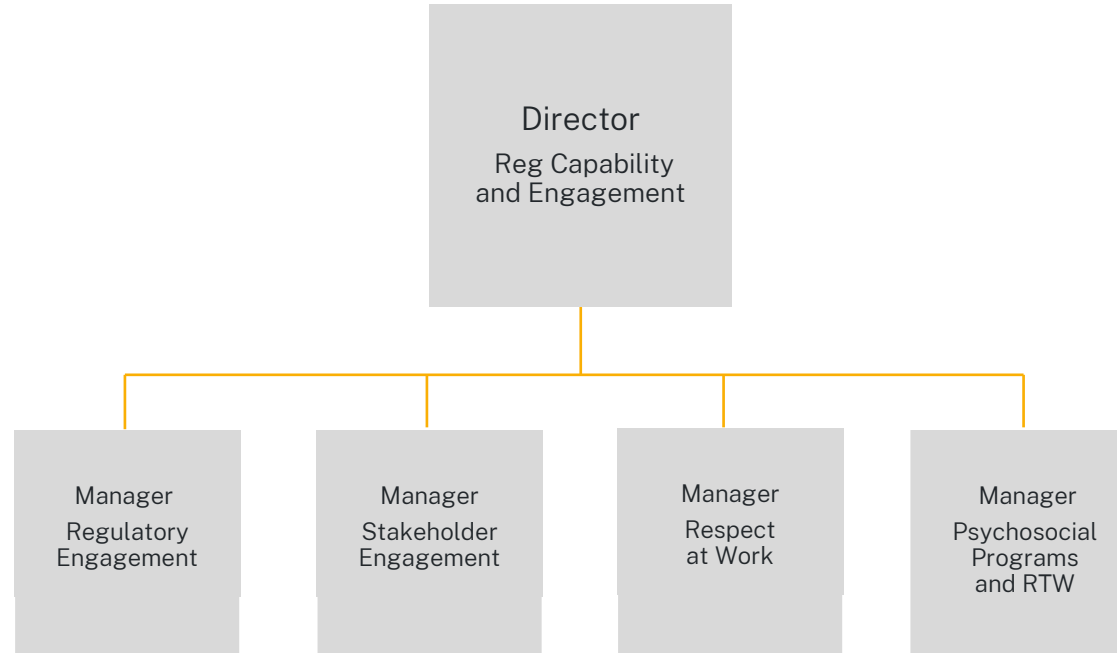 Director
Reg Capability
and Engagement
Manager
Regulatory
Engagement
Manager
Stakeholder
Engagement
Manager
Respect
at Work
Manager
Psychosocial
Programs
and RTW